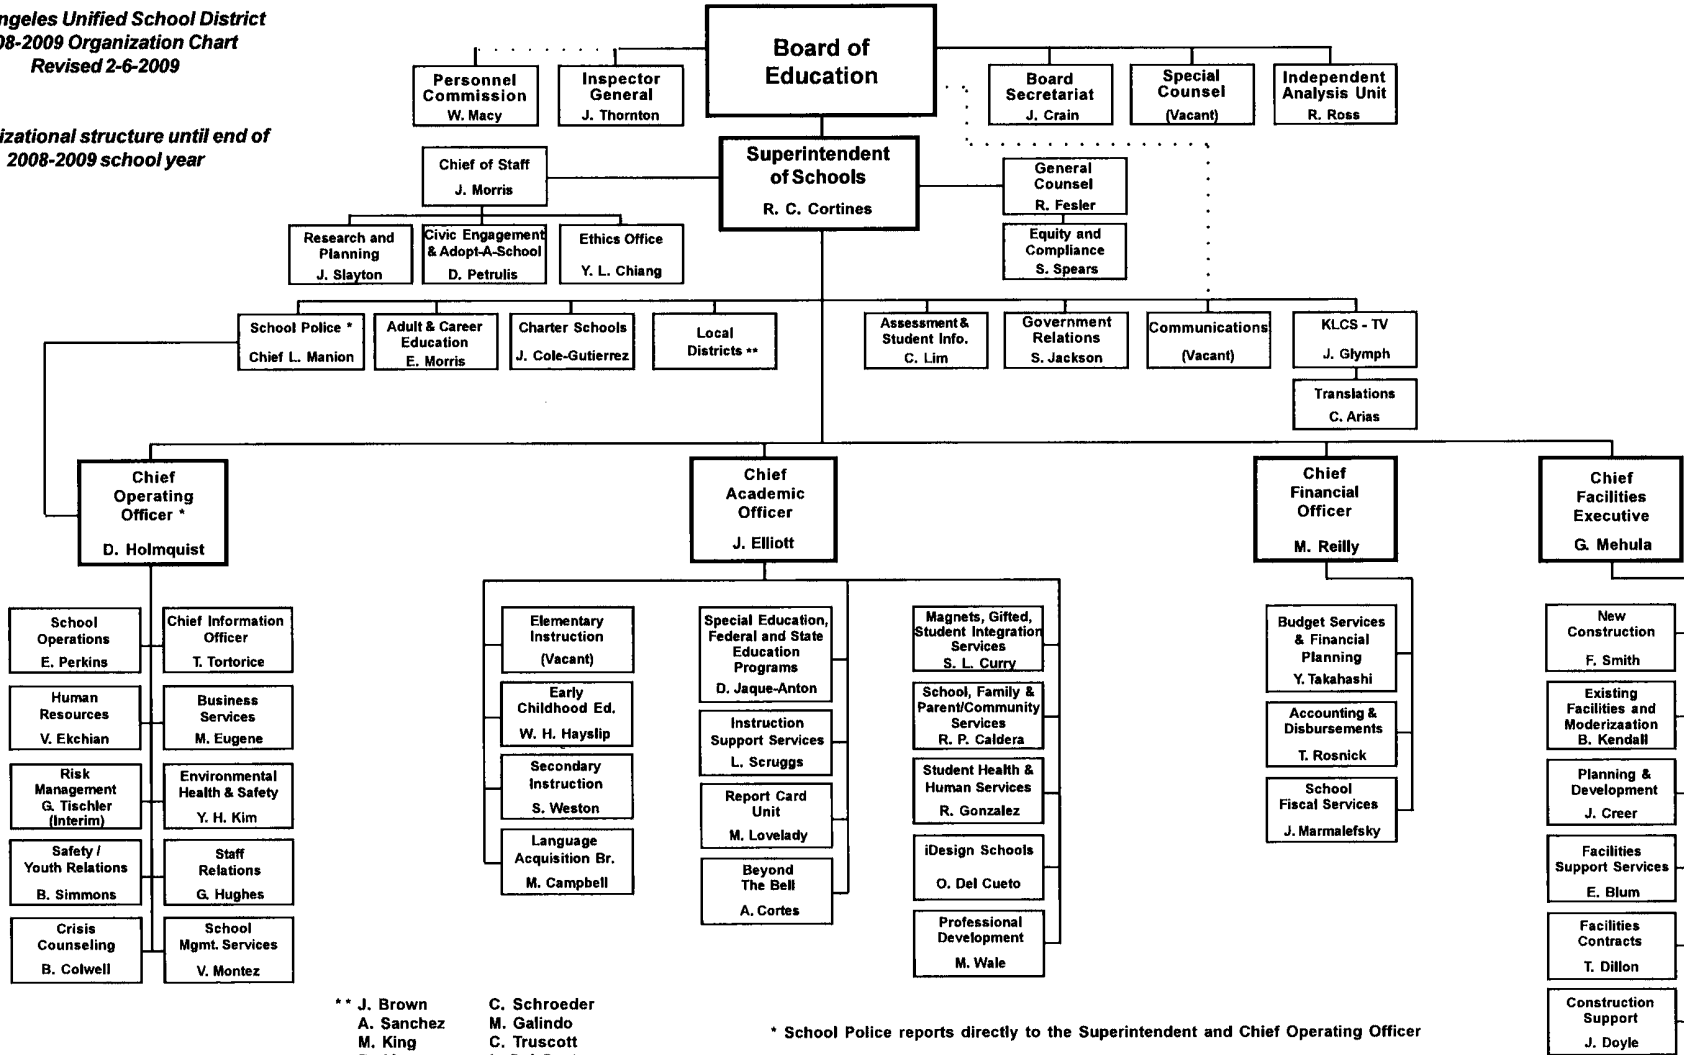 ngeles Unified School District
08-2009 Organization Chart
Revised 2-6-2009
izational structure until end of
2008-2009 school year
Board of
Education
Personnel
Commission
W. Macy
Inspector
General
J. Thornton
Board
Secretariat
J. Crain
Special
Counsel
(Vacant)
Independent
Analysis Unit
R. Ross
Superintendent
of Schools
R. C. Cortines
Chief of Staff
J. Morris
General
Counsel
R. Fesler
Research and
Planning
J. Slayton
Civic Engagement
& Adopt-A-School
D. Petrulis
Ethics Office
Y. L. Chiang
Equity and
Compliance
S. Spears
School Police *
Chief L. Manion
Adult & Career
Education
E. Morris
Charter Schools
J. Cole-Gutierrez
Local
Districts **
Assessment &
Student Info.
C. Lim
Government
Relations
S. Jackson
Communications
(Vacant)
KLCS - TV
J. Glymph
Translations
C. Arias
Chief
Operating
Officer *
D. Holmquist
Chief
Academic
Officer
J. Elliott
Chief
Financial
Officer
M. Reilly
Chief
Facilities
Executive
G. Mehula
School
Operations
E. Perkins
Chief Information
Officer
T. Tortorice
Human
Resources
V. Ekchian
Business
Services
M. Eugene
Risk
Management
G. Tischler
(Interim)
Environmental
Health & Safety
Y. H. Kim
Safety /
Youth Relations
B. Simmons
Staff
Relations
G. Hughes
Crisis
Counseling
B. Colwell
School
Mgmt. Services
V. Montez
Elementary
Instruction
(Vacant)
Early
Childhood Ed.
W. H. Hayslip
Secondary
Instruction
S. Weston
Language
Acquisition Br.
M. Campbell
Special Education,
Federal and State
Education
Programs
D. Jaque-Anton
Instruction
Support Services
L. Scruggs
Report Card
Unit
M. Lovelady
Beyond
The Bell
A. Cortes
Magnets, Gifted,
Student Integration
Services
S. L. Curry
School, Family &
Parent/Community
Services
R. P. Caldera
Student Health &
Human Services
R. Gonzalez
iDesign Schools
O. Del Cueto
Professional
Development
M. Wale
Budget Services
& Financial
Planning
Y. Takahashi
Accounting &
Disbursements
T. Rosnick
School
Fiscal Services
J. Marmalefsky
New
Construction
F. Smith
Existing
Facilities and
Moderizaation
B. Kendall
Planning &
Development
J. Creer
Facilities
Support Services
E. Blum
Facilities
Contracts
T. Dillon
Construction
Support
J. Doyle
** J. Brown
A. Sanchez
M. King
C. Schroeder
M. Galindo
C. Truscott
* School Police reports directly to the Superintendent and Chief Operating Officer